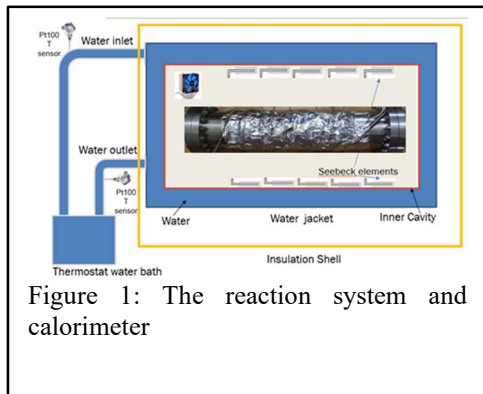 Pt100
T
sensor
Water inlet
Water outlet
Pt100
T
sensor
Seebeck elements
Water
Water jacket
Inner Cavity
Thermostat water bath
Insulation Shell
Figure 1: The reaction system and
calorimeter